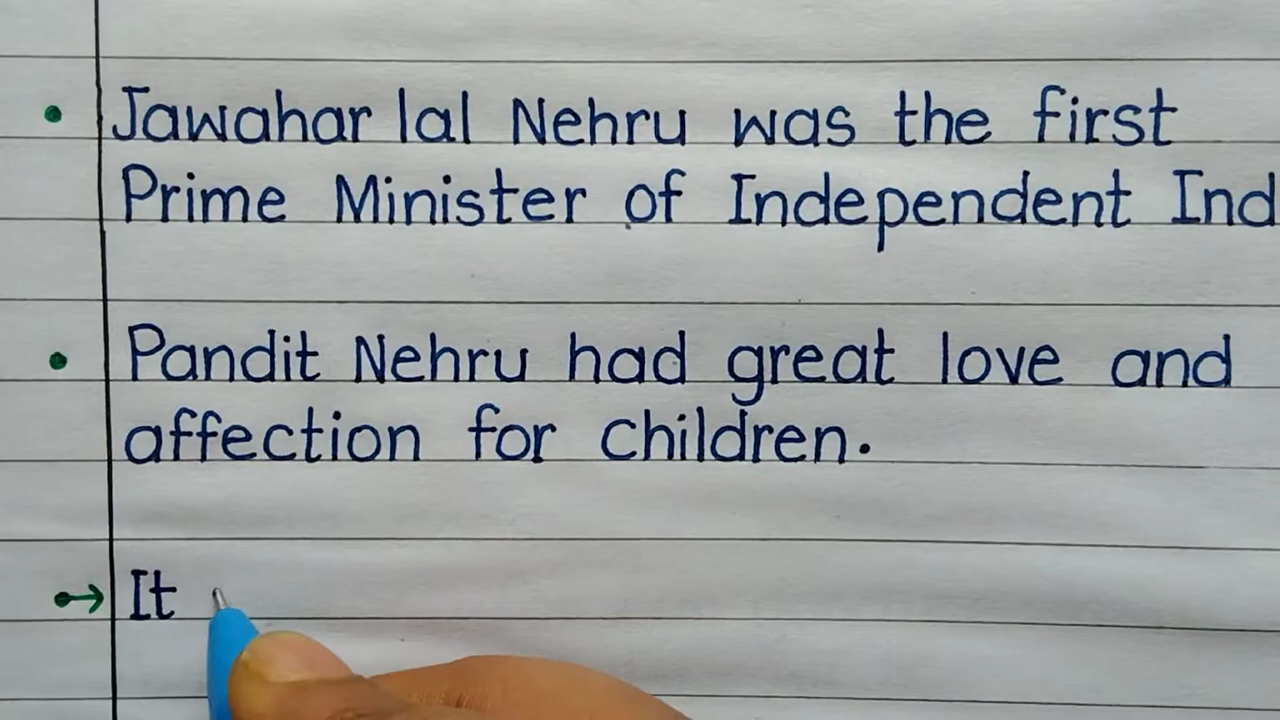 • Jawahar lal Nehru was the first
Prime Minister of Independent Ind
• Pandit Nehru had great love and
affection for children.
→ It